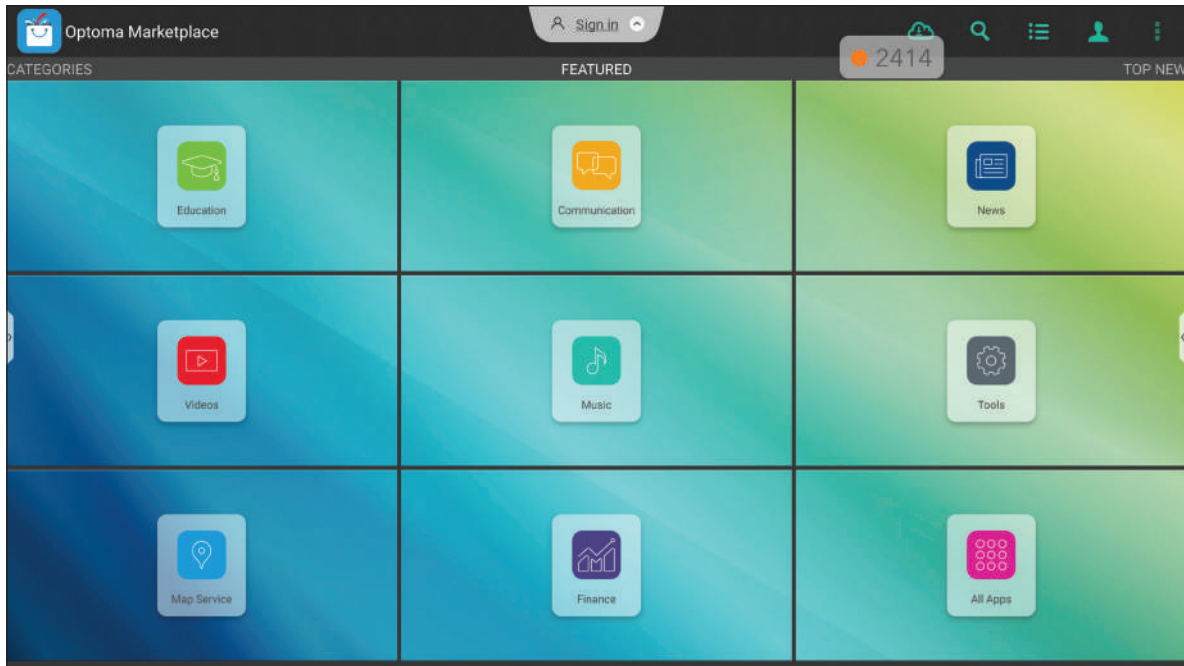 Optoma Marketplace
Sign in
2414
CATEGORIES
FEATURED
TOP NEW
Education
Communication
News
Videos
Music
Tools
Map Service
Finance
All Apps